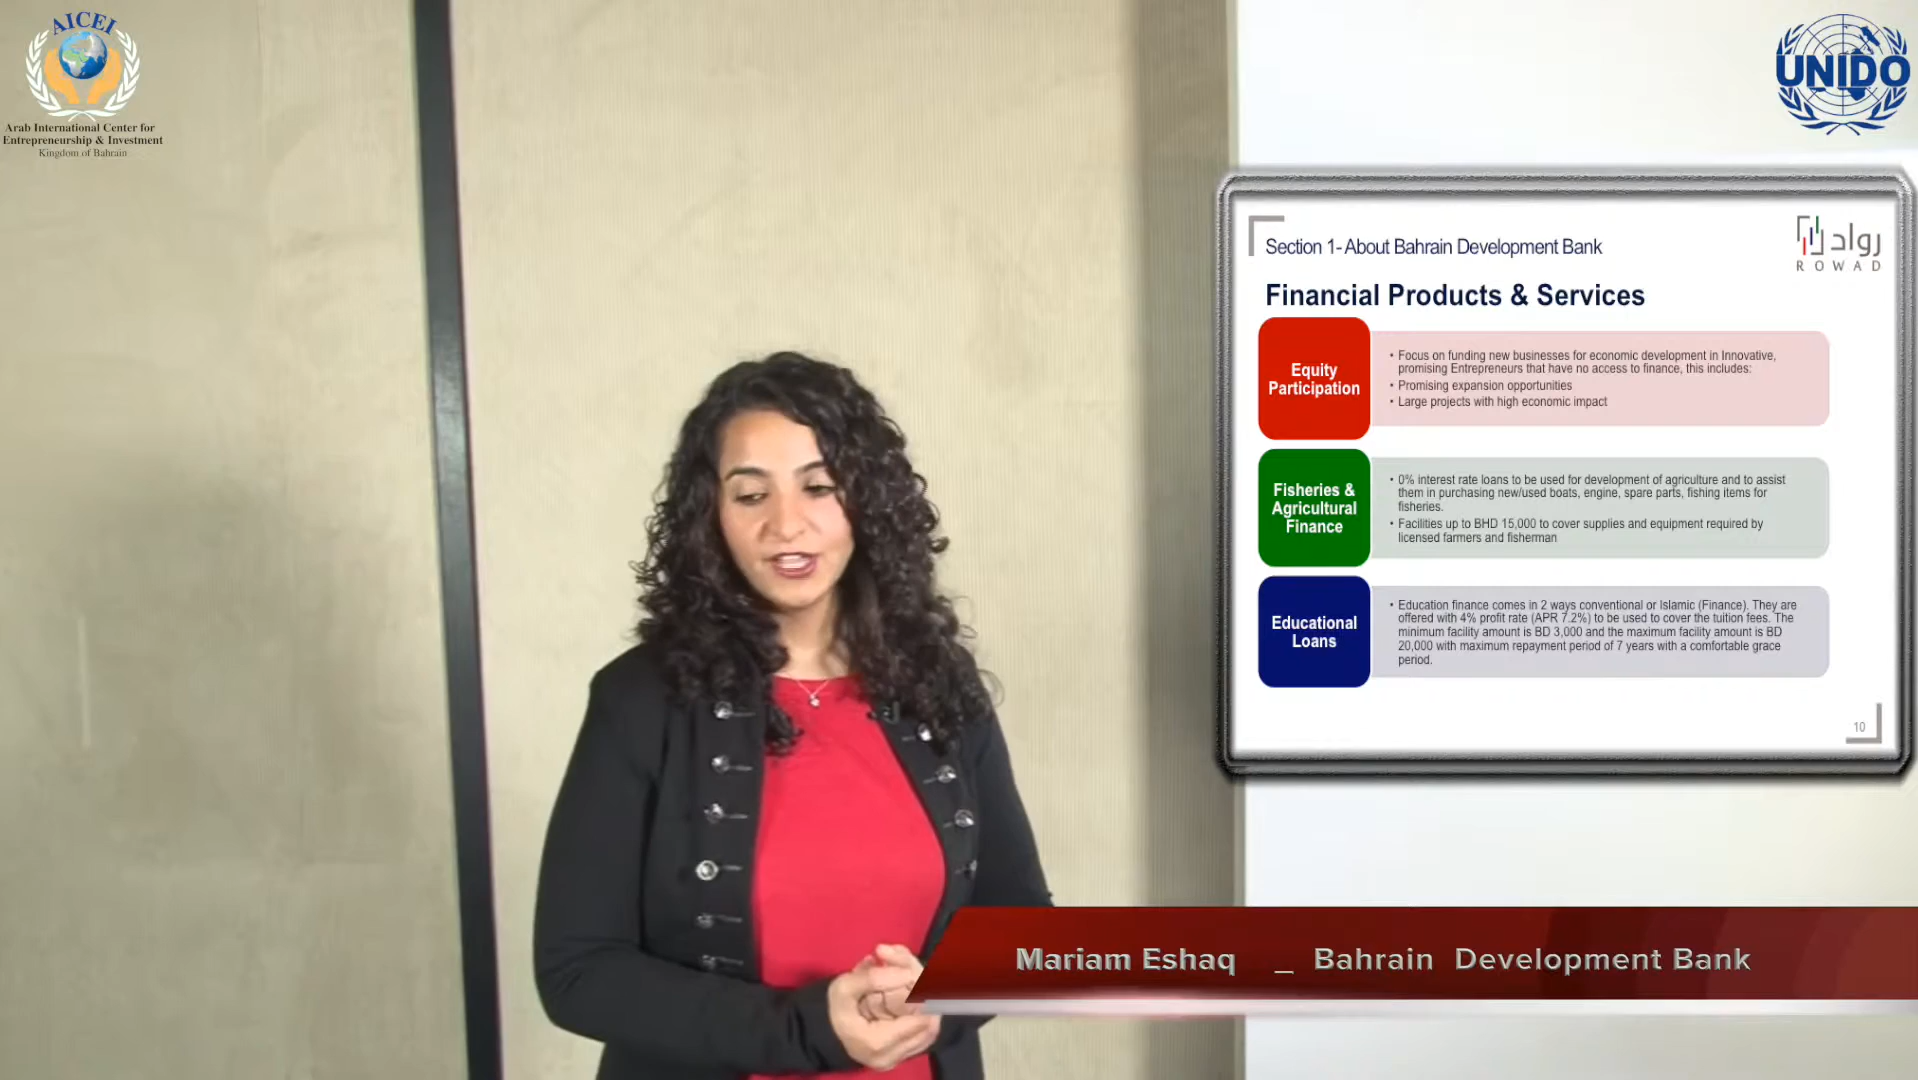 AICEI
Arab International Center for
Entrepreneurship & Investment
Kingdom of Bahrain
UNIDO
Section 1- About Bahrain Development Bank
رواد
ROWAD
Financial Products & Services
Equity
Participation
• Focus on funding new businesses for economic development in Innovative,
promising Entrepreneurs that have no access to finance, this includes:
• Promising expansion opportunities
• Large projects with high economic impact
Fisheries &
Agricultural
Finance
• 0% interest rate loans to be used for development of agriculture and to assist
them in purchasing new/used boats, engine, spare parts, fishing items for
fisheries.
• Facilities up to BHD 15,000 to cover supplies and equipment required by
licensed farmers and fisherman
Educational
Loans
• Education finance comes in 2 ways conventional or Islamic (Finance). They are
offered with 4% profit rate (APR 7.2%) to be used to cover the tuition fees. The
minimum facility amount is BD 3,000 and the maximum facility amount is BD
20,000 with maximum repayment period of 7 years with a comfortable grace
period.
10
Mariam Eshaq _ Bahrain Development Bank